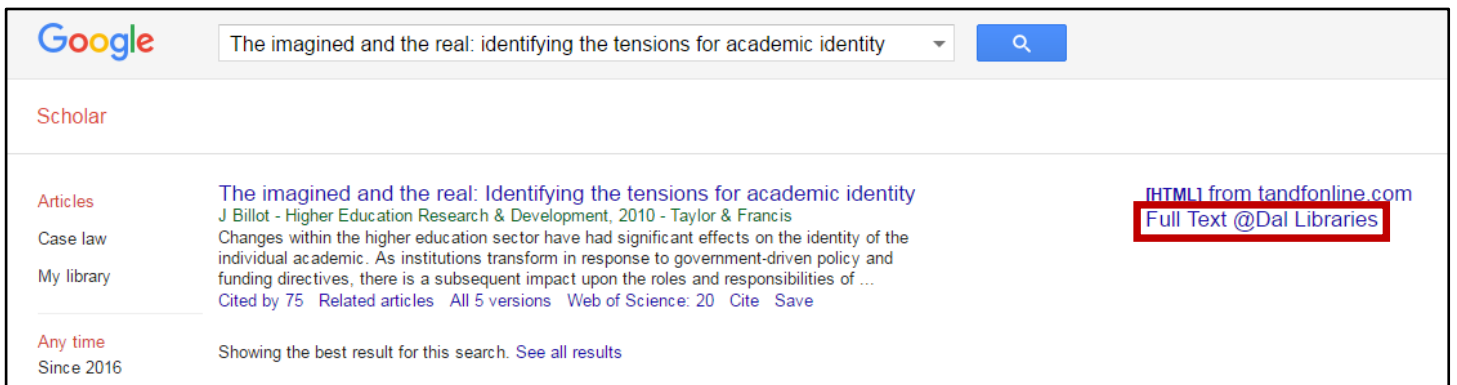 Google
The imagined and the real: identifying the tensions for academic identity
Scholar
Articles
Case law
My library
Any time
Since 2016
The imagined and the real: Identifying the tensions for academic identity
J Billot - Higher Education Research & Development, 2010 - Taylor & Francis
Changes within the higher education sector have had significant effects on the identity of the
individual academic. As institutions transform in response to government-driven policy and
funding directives, there is a subsequent impact upon the roles and responsibilities of ...
Cited by 75 Related articles All 5 versions Web of Science: 20 Cite Save
Showing the best result for this search. See all results
[HTML] from tandfonline.com
Full Text @Dal Libraries